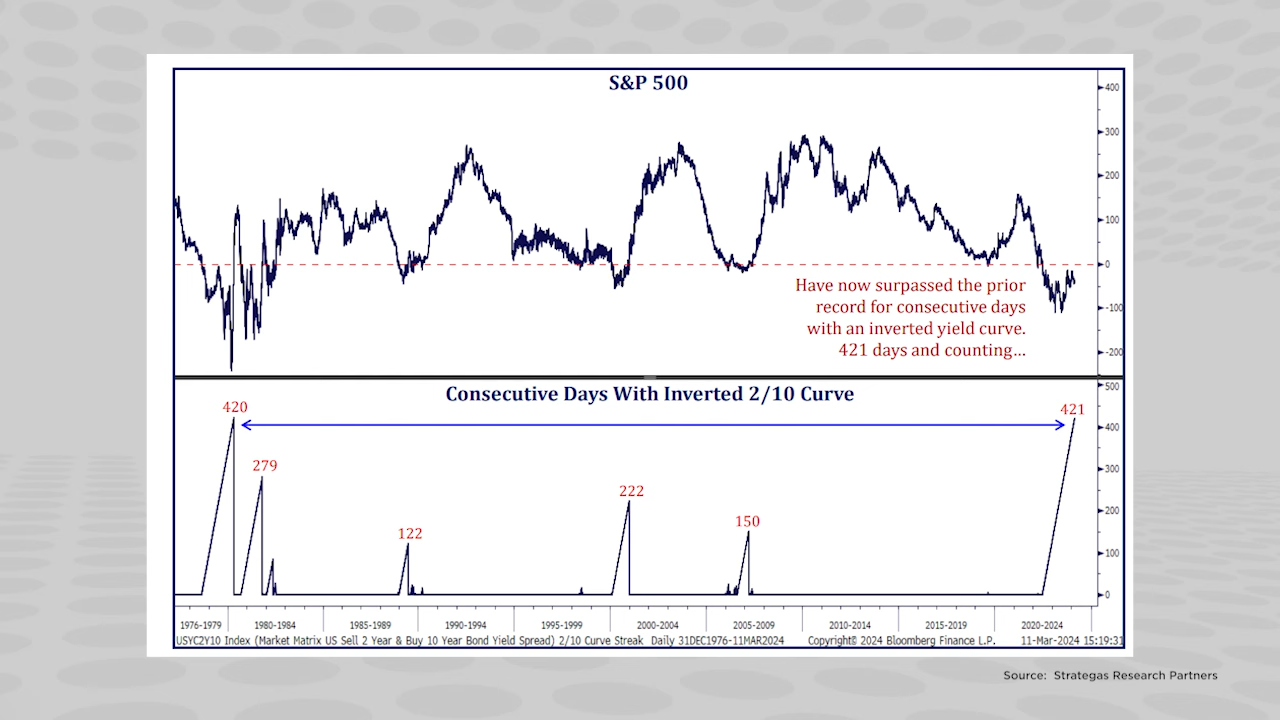 S&P 500
400
300
200
100
0
-100
-200
Have now surpassed the prior
record for consecutive days
with an inverted yield curve.
421 days and counting...
Consecutive Days With Inverted 2/10 Curve
500
400
300
200
100
0
420
279
122
222
150
421
1976-1979 1980-1984 1985-1989 1990-1994 1995-1999 2000-2004 2005-2009 2010-2014 2015-2019 2020-2024
USYC2Y10 Index (Market Matrix US Sell 2 Year & Buy 10 Year Bond Yield Spread) 2/10 Curve Streak Daily 31DEC1976-11MAR2024 Copyright© 2024 Bloomberg Finance L.P. 11-Mar-2024 15:19:31
Source: Strategas Research Partners